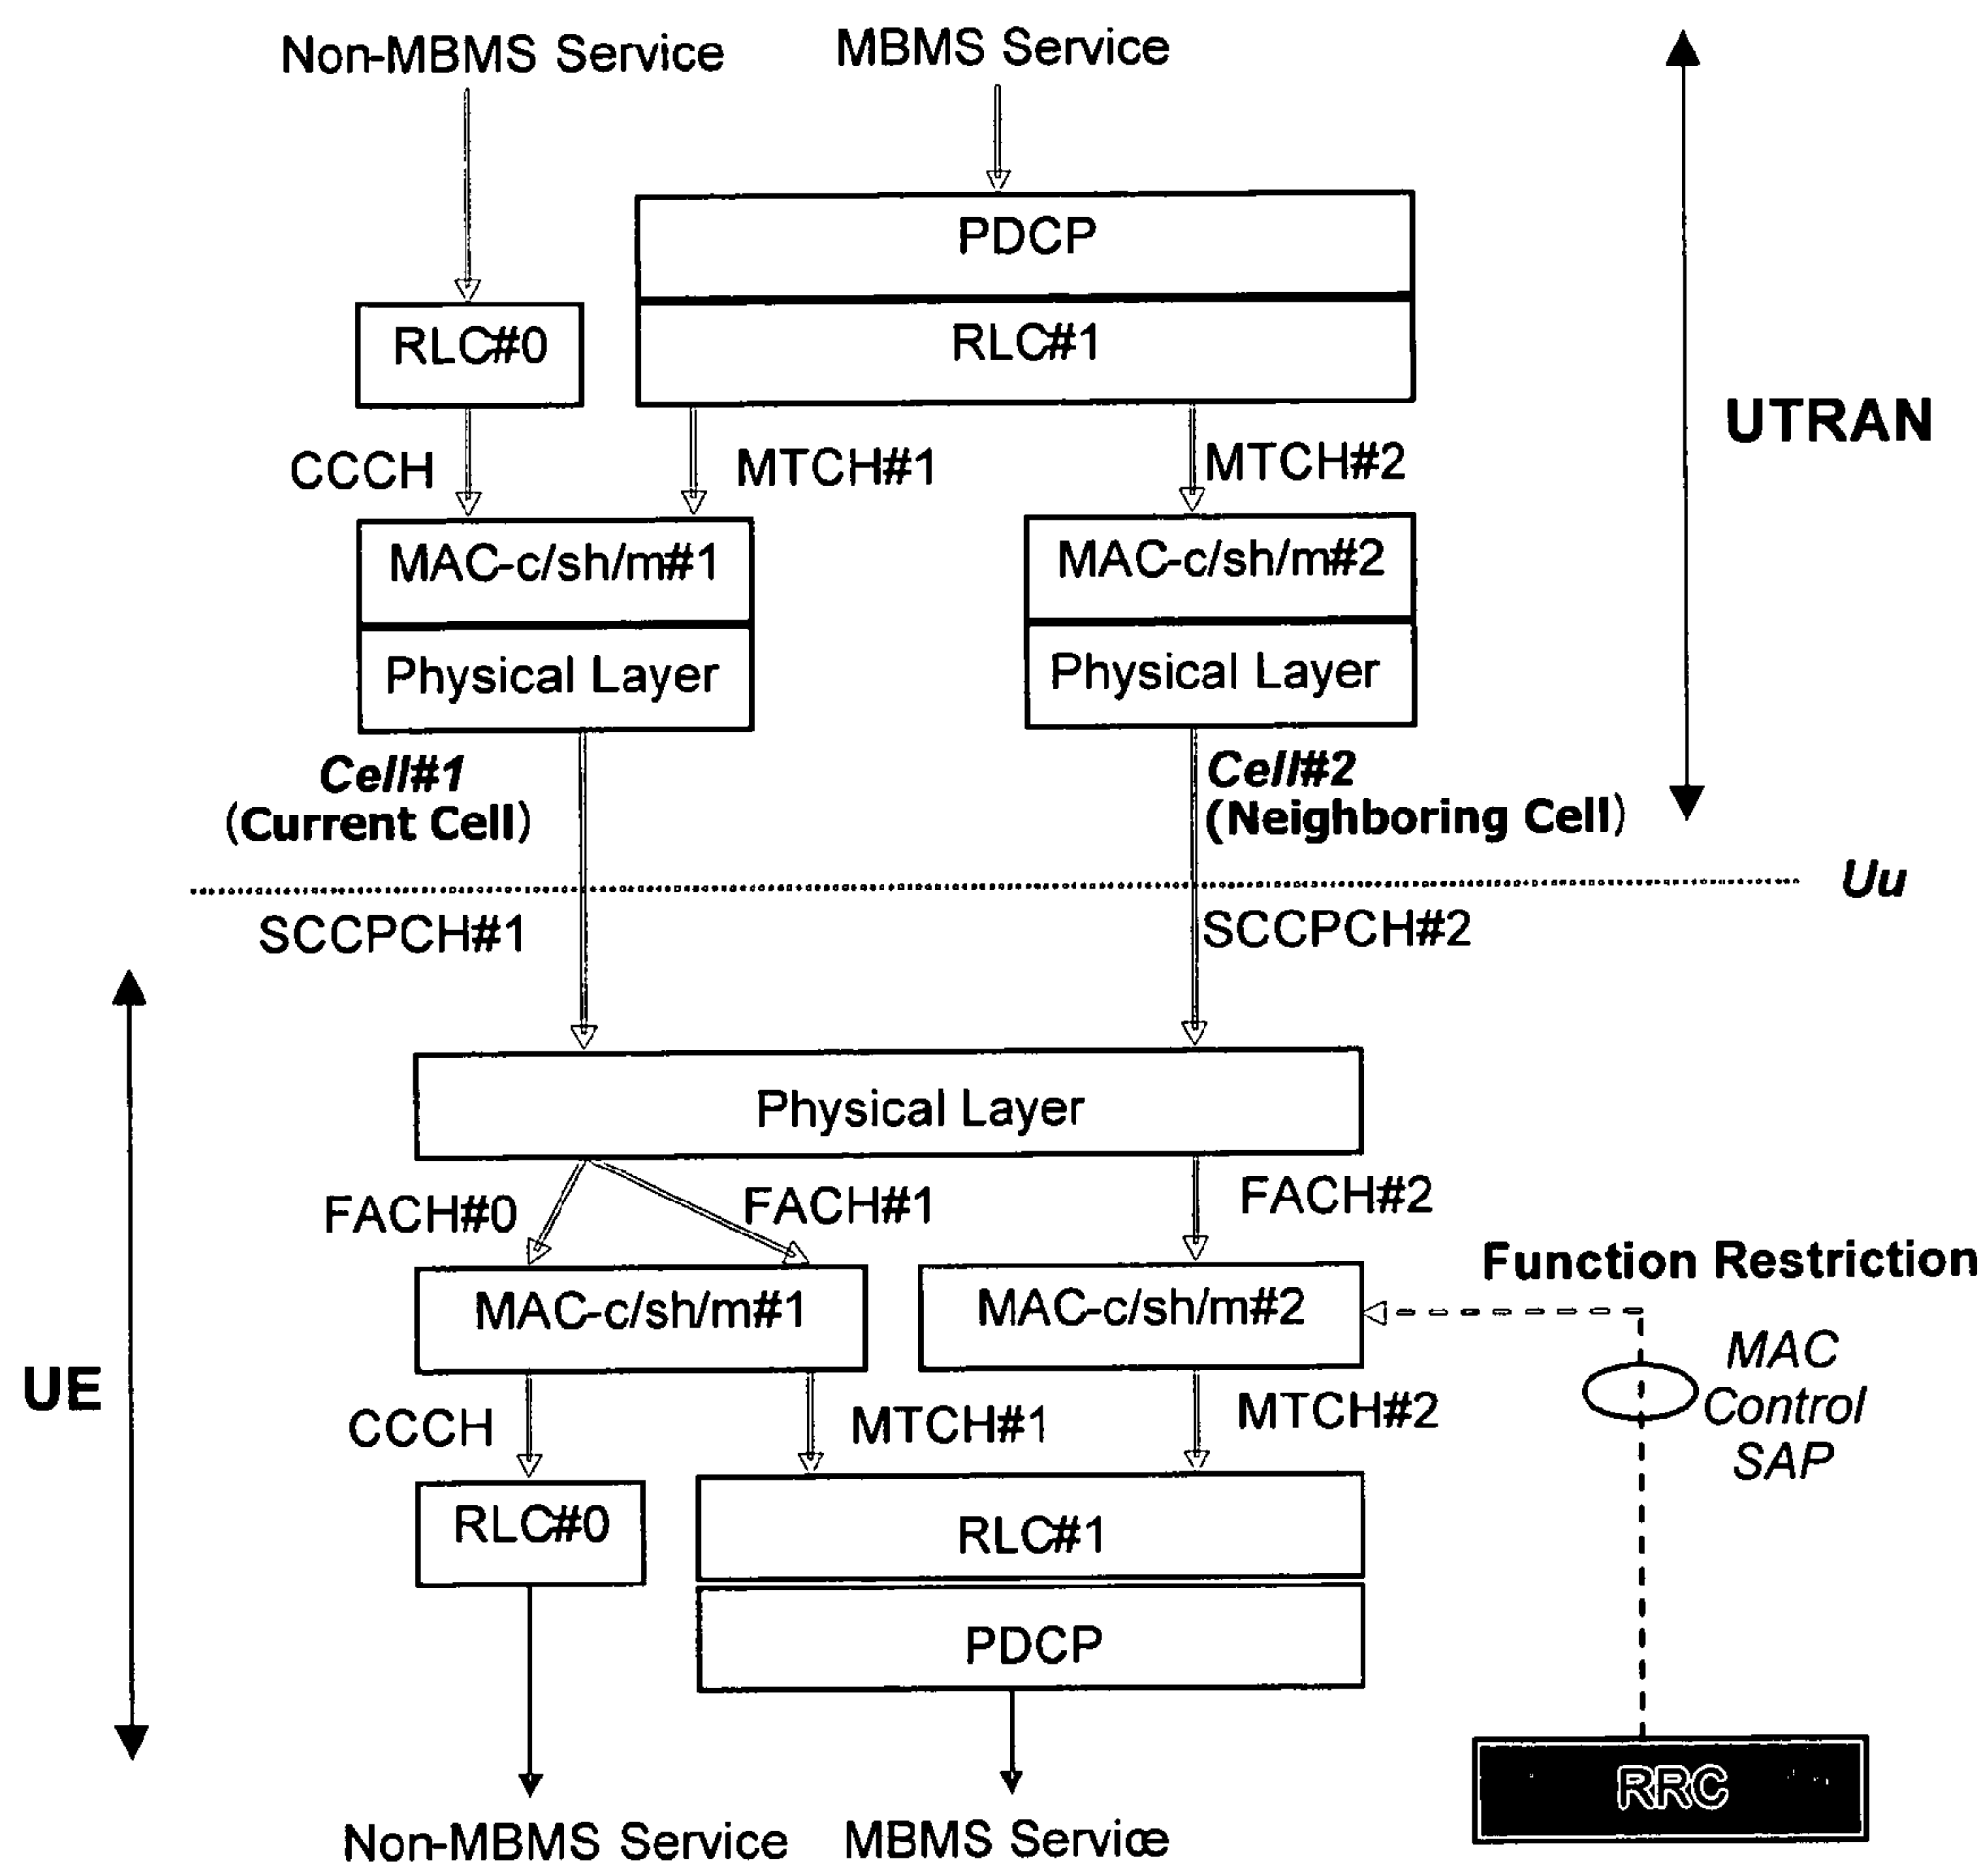 Non-MBMS Service
MBMS Service
PDCP
RLC#0
RLC#1
UTRAN
CCCH
MTCH#1
MTCH#2
MAC-c/sh/m#1
MAC-c/sh/m#2
Physical Layer
Physical Layer
Cell#1
(Current Cell)
Cell#2
(Neighboring Cell)
Uu
SCCPCH#1
SCCPCH#2
Physical Layer
FACH#0
FACH#1
FACH#2
Function Restriction
MAC-c/sh/m#1
MAC-c/sh/m#2
MAC
Control
SAP
UE
CCCH
MTCH#1
MTCH#2
RLC#0
RLC#1
PDCP
RRC
Non-MBMS Service
MBMS Service